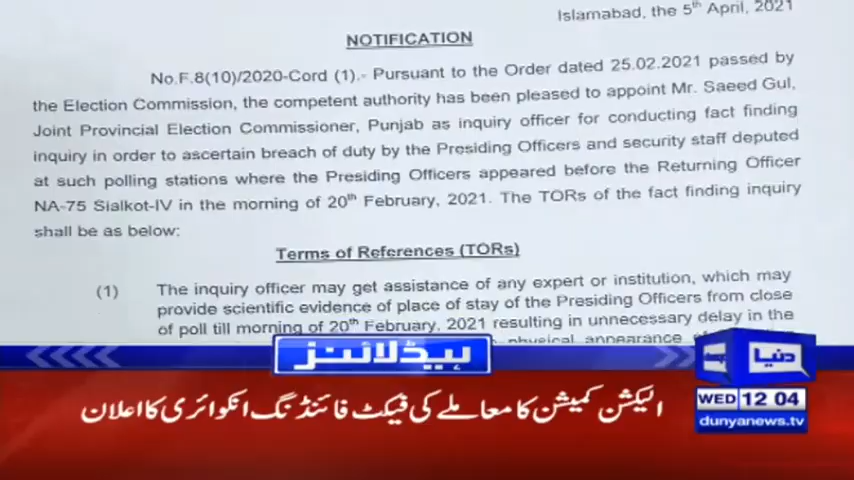 Islamabad, the 5th April, 2021
NOTIFICATION
No.F.8(10)/2020-Cord (1).- Pursuant to the Order dated 25.02.2021 passed by
the Election Commission, the competent authority has been pleased to appoint Mr. Saeed Gul,
Joint Provincial Election Commissioner, Punjab as inquiry officer for conducting fact finding
inquiry in order to ascertain breach of duty by the Presiding Officers and security staff deputed
at such polling stations where the Presiding Officers appeared before the Returning Officer
NA-75 Sialkot-IV in the morning of 20th February, 2021. The TORs of the fact finding inquiry
shall be as below:
Terms of References (TORs)
(1) The inquiry officer may get assistance of any expert or institution, which may
provide scientific evidence of place of stay of the Presiding Officers from close
of poll till morning of 20th February, 2021 resulting in unnecessary delay in the
physical appearance of
ہیڈلائنز
دنیا
WED 12 04
dunyanews.tv
الیکشن کمیشن کا معاملے کی فیکٹ فائنڈنگ انکوائری کا اعلان